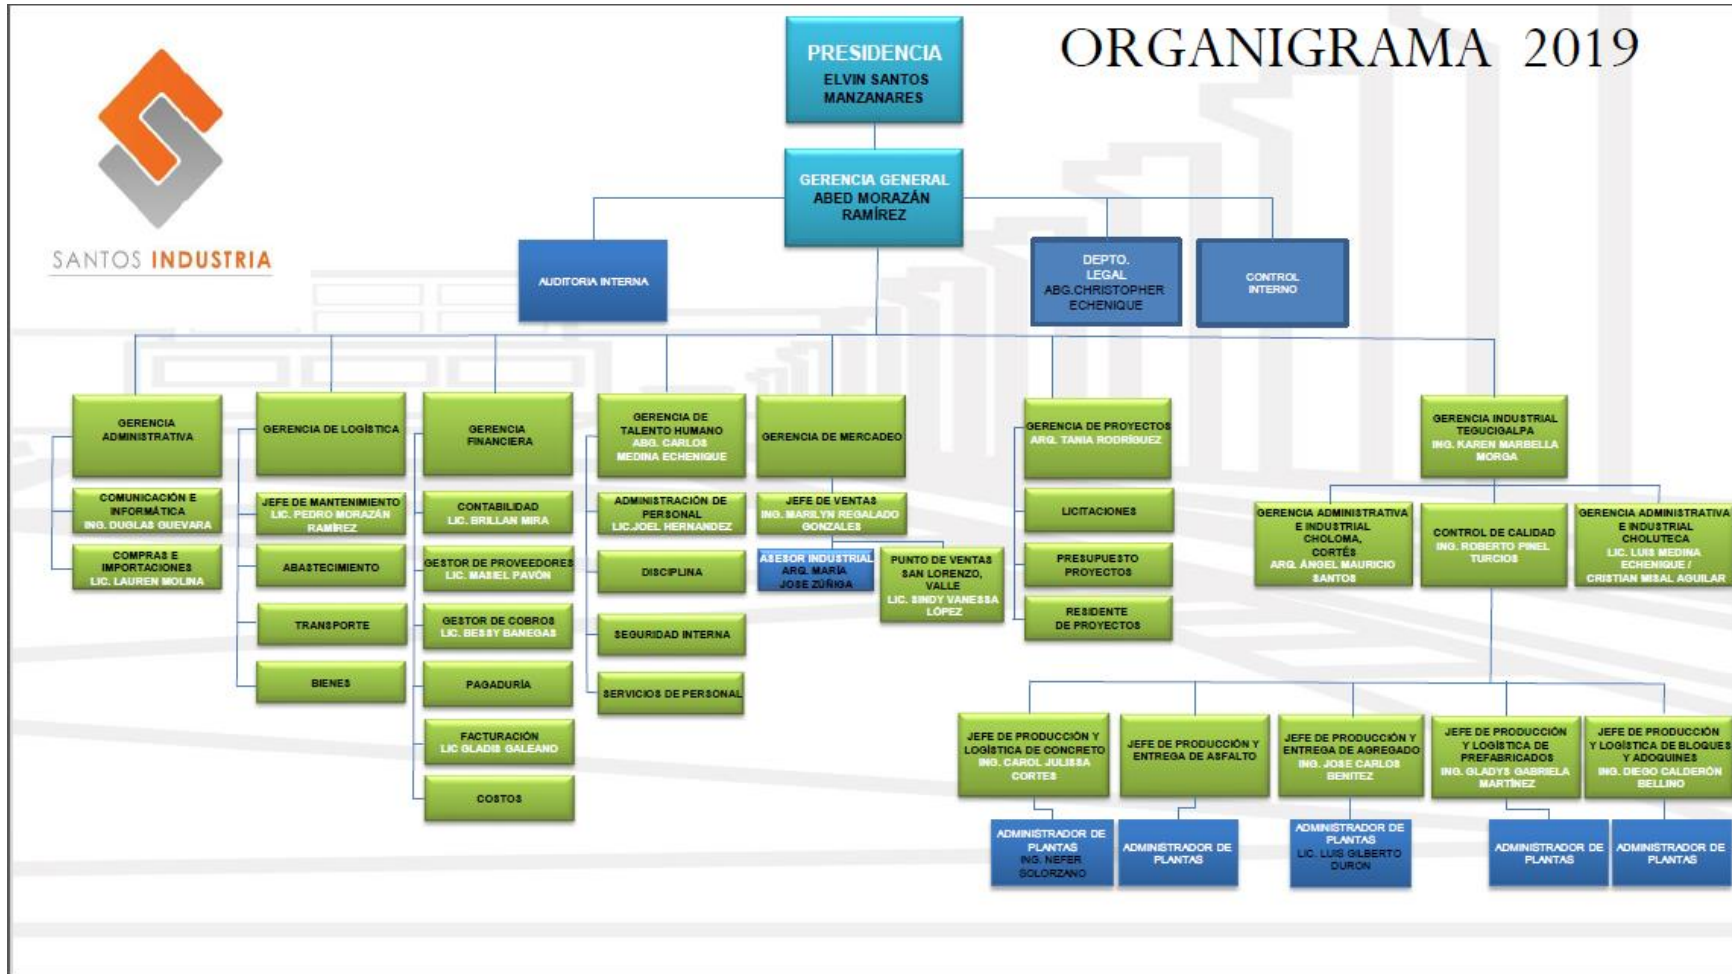 ORGANIGRAMA 2019
SANTOS INDUSTRIA
PRESIDENCIA
ELVIN SANTOS
MANZANARES
GERENCIA GENERAL
ABED MORAZÁN
RAMÍREZ
AUDITORIA INTERNA
DEPTO.
LEGAL
ABG.CHRISTOPHER
ECHENIQUE
CONTROL
INTERNO
GERENCIA
ADMINISTRATIVA
COMUNICACIÓN E
INFORMÁTICA
ING. DUGLAS GUEVARA
COMPRAS E
IMPORTACIONES
LIC. LAUREN MOLINA
GERENCIA DE LOGÍSTICA
JEFE DE MANTENIMIENTO
LIC. PEDRO MORAZÁN
RAMÍREZ
ABASTECIMIENTO
TRANSPORTE
BIENES
GERENCIA
FINANCIERA
CONTABILIDAD
LIC. BRILLAN MIRA
GESTOR DE PROVEEDORES
LIC. MASIEL PAVÓN
GESTOR DE COBROS
LIC. BESSY BANEGAS
PAGADURÍA
FACTURACIÓN
LIC GLADIS GALEANO
COSTOS
GERENCIA DE
TALENTO HUMANO
ABG. CARLOS
MEDINA ECHENIQUE
ADMINISTRACIÓN DE
PERSONAL
LIC.JOEL HERNANDEZ
DISCIPLINA
SEGURIDAD INTERNA
SERVICIOS DE PERSONAL
GERENCIA DE MERCADEO
JEFE DE VENTAS
ING. MARILYN REGALADO
GONZALES
ASESOR INDUSTRIAL
ARQ. MARÍA
JOSE ZÚÑIGA
PUNTO DE VENTAS
SAN LORENZO,
VALLE
LIC. SINDY VANESSA
LÓPEZ
GERENCIA DE PROYECTOS
ARQ. TANIA RODRÍGUEZ
LICITACIONES
PRESUPUESTO
PROYECTOS
RESIDENTE
DE PROYECTOS
GERENCIA INDUSTRIAL
TEGUCIGALPA
ING. KAREN MARBELLA
MORGA
GERENCIA ADMINISTRATIVA
E INDUSTRIAL
CHOLOMA,
CORTÉS
ARQ. ÁNGEL MAURICIO
SANTOS
CONTROL DE CALIDAD
ING. ROBERTO PINEL
TURCIOS
GERENCIA ADMINISTRATIVA
E INDUSTRIAL
CHOLUTECA
LIC. LUIS MEDINA
ECHENIQUE /
CRISTIAN MISAL AGUILAR
JEFE DE PRODUCCIÓN Y
LOGÍSTICA DE CONCRETO
ING. CAROL JULISSA
CORTES
JEFE DE PRODUCCIÓN Y
ENTREGA DE ASFALTO
JEFE DE PRODUCCIÓN Y
ENTREGA DE AGREGADO
ING. JOSE CARLOS
BENITEZ
JEFE DE PRODUCCIÓN
Y LOGÍSTICA DE
PREFABRICADOS
ING. GLADYS GABRIELA
MARTÍNEZ
JEFE DE PRODUCCIÓN
Y LOGÍSTICA DE BLOQUES
Y ADOQUINES
ING. DIEGO CALDERÓN
BELLINO
ADMINISTRADOR DE
PLANTAS
ING. NEFER
SOLORZANO
ADMINISTRADOR DE
PLANTAS
ADMINISTRADOR DE
PLANTAS
LIC. LUIS GILBERTO
DURON
ADMINISTRADOR DE
PLANTAS
ADMINISTRADOR DE
PLANTAS